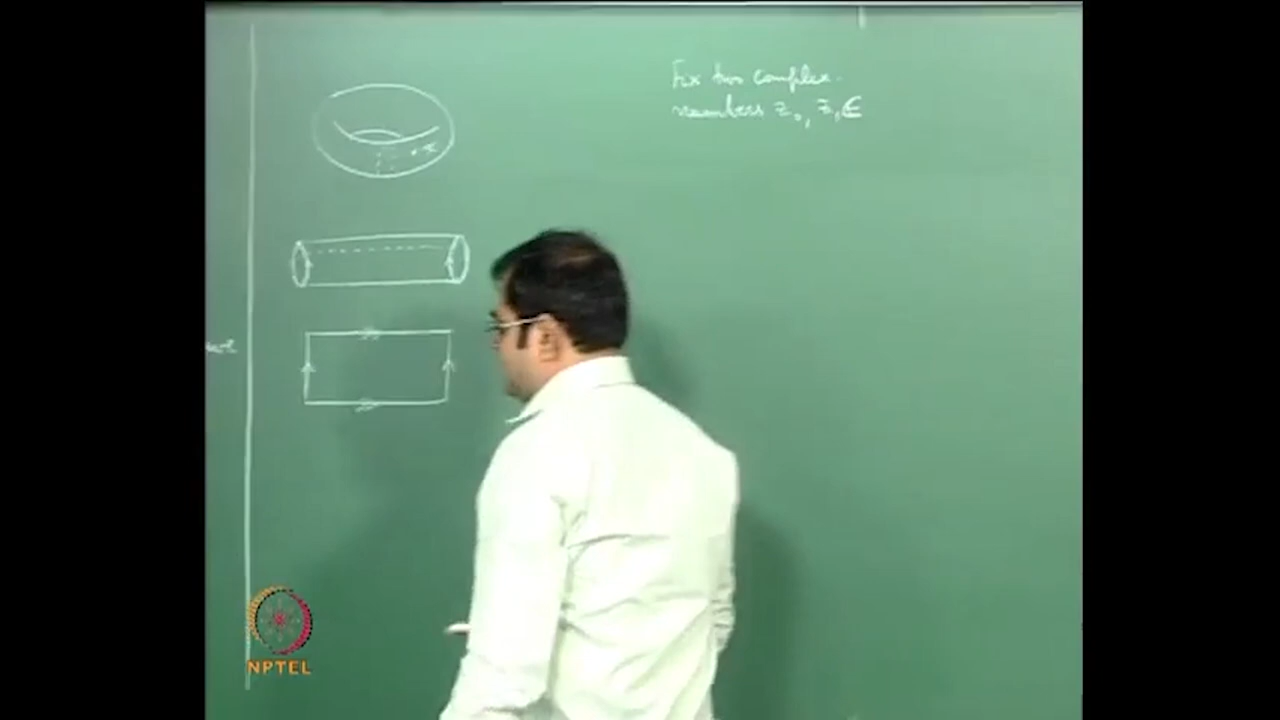 Fix two complex
numbers z₀, z₁ ∈
NPTEL